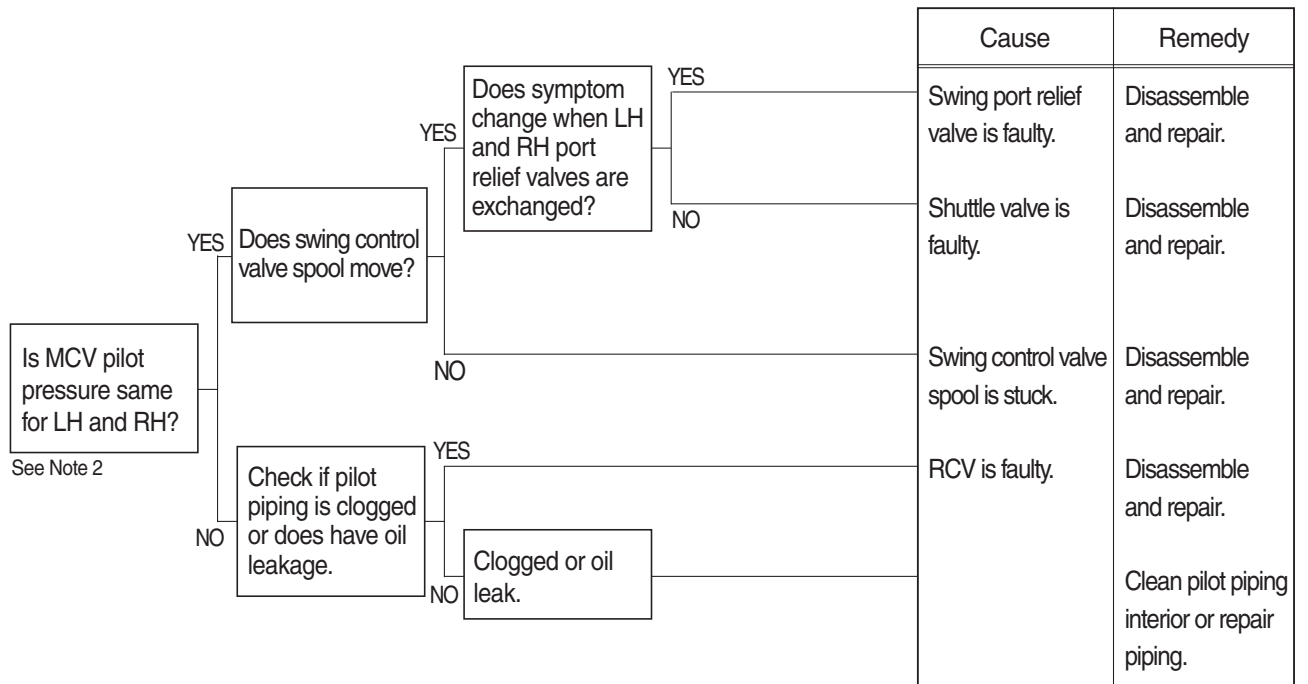 Cause
Remedy
YES
Does symptom
change when LH
and RH port
relief valves are
exchanged?
YES
NO
Swing port relief
valve is faulty.
Disassemble
and repair.
Shuttle valve is
faulty.
Disassemble
and repair.
YES
Does swing control
valve spool move?
NO
Swing control valve
spool is stuck.
Disassemble
and repair.
Is MCV pilot
pressure same
for LH and RH?
See Note 2
NO
Check if pilot
piping is clogged
or does have oil
leakage.
YES
RCV is faulty.
Disassemble
and repair.
NO
Clogged or oil
leak.
Clean pilot piping
interior or repair
piping.